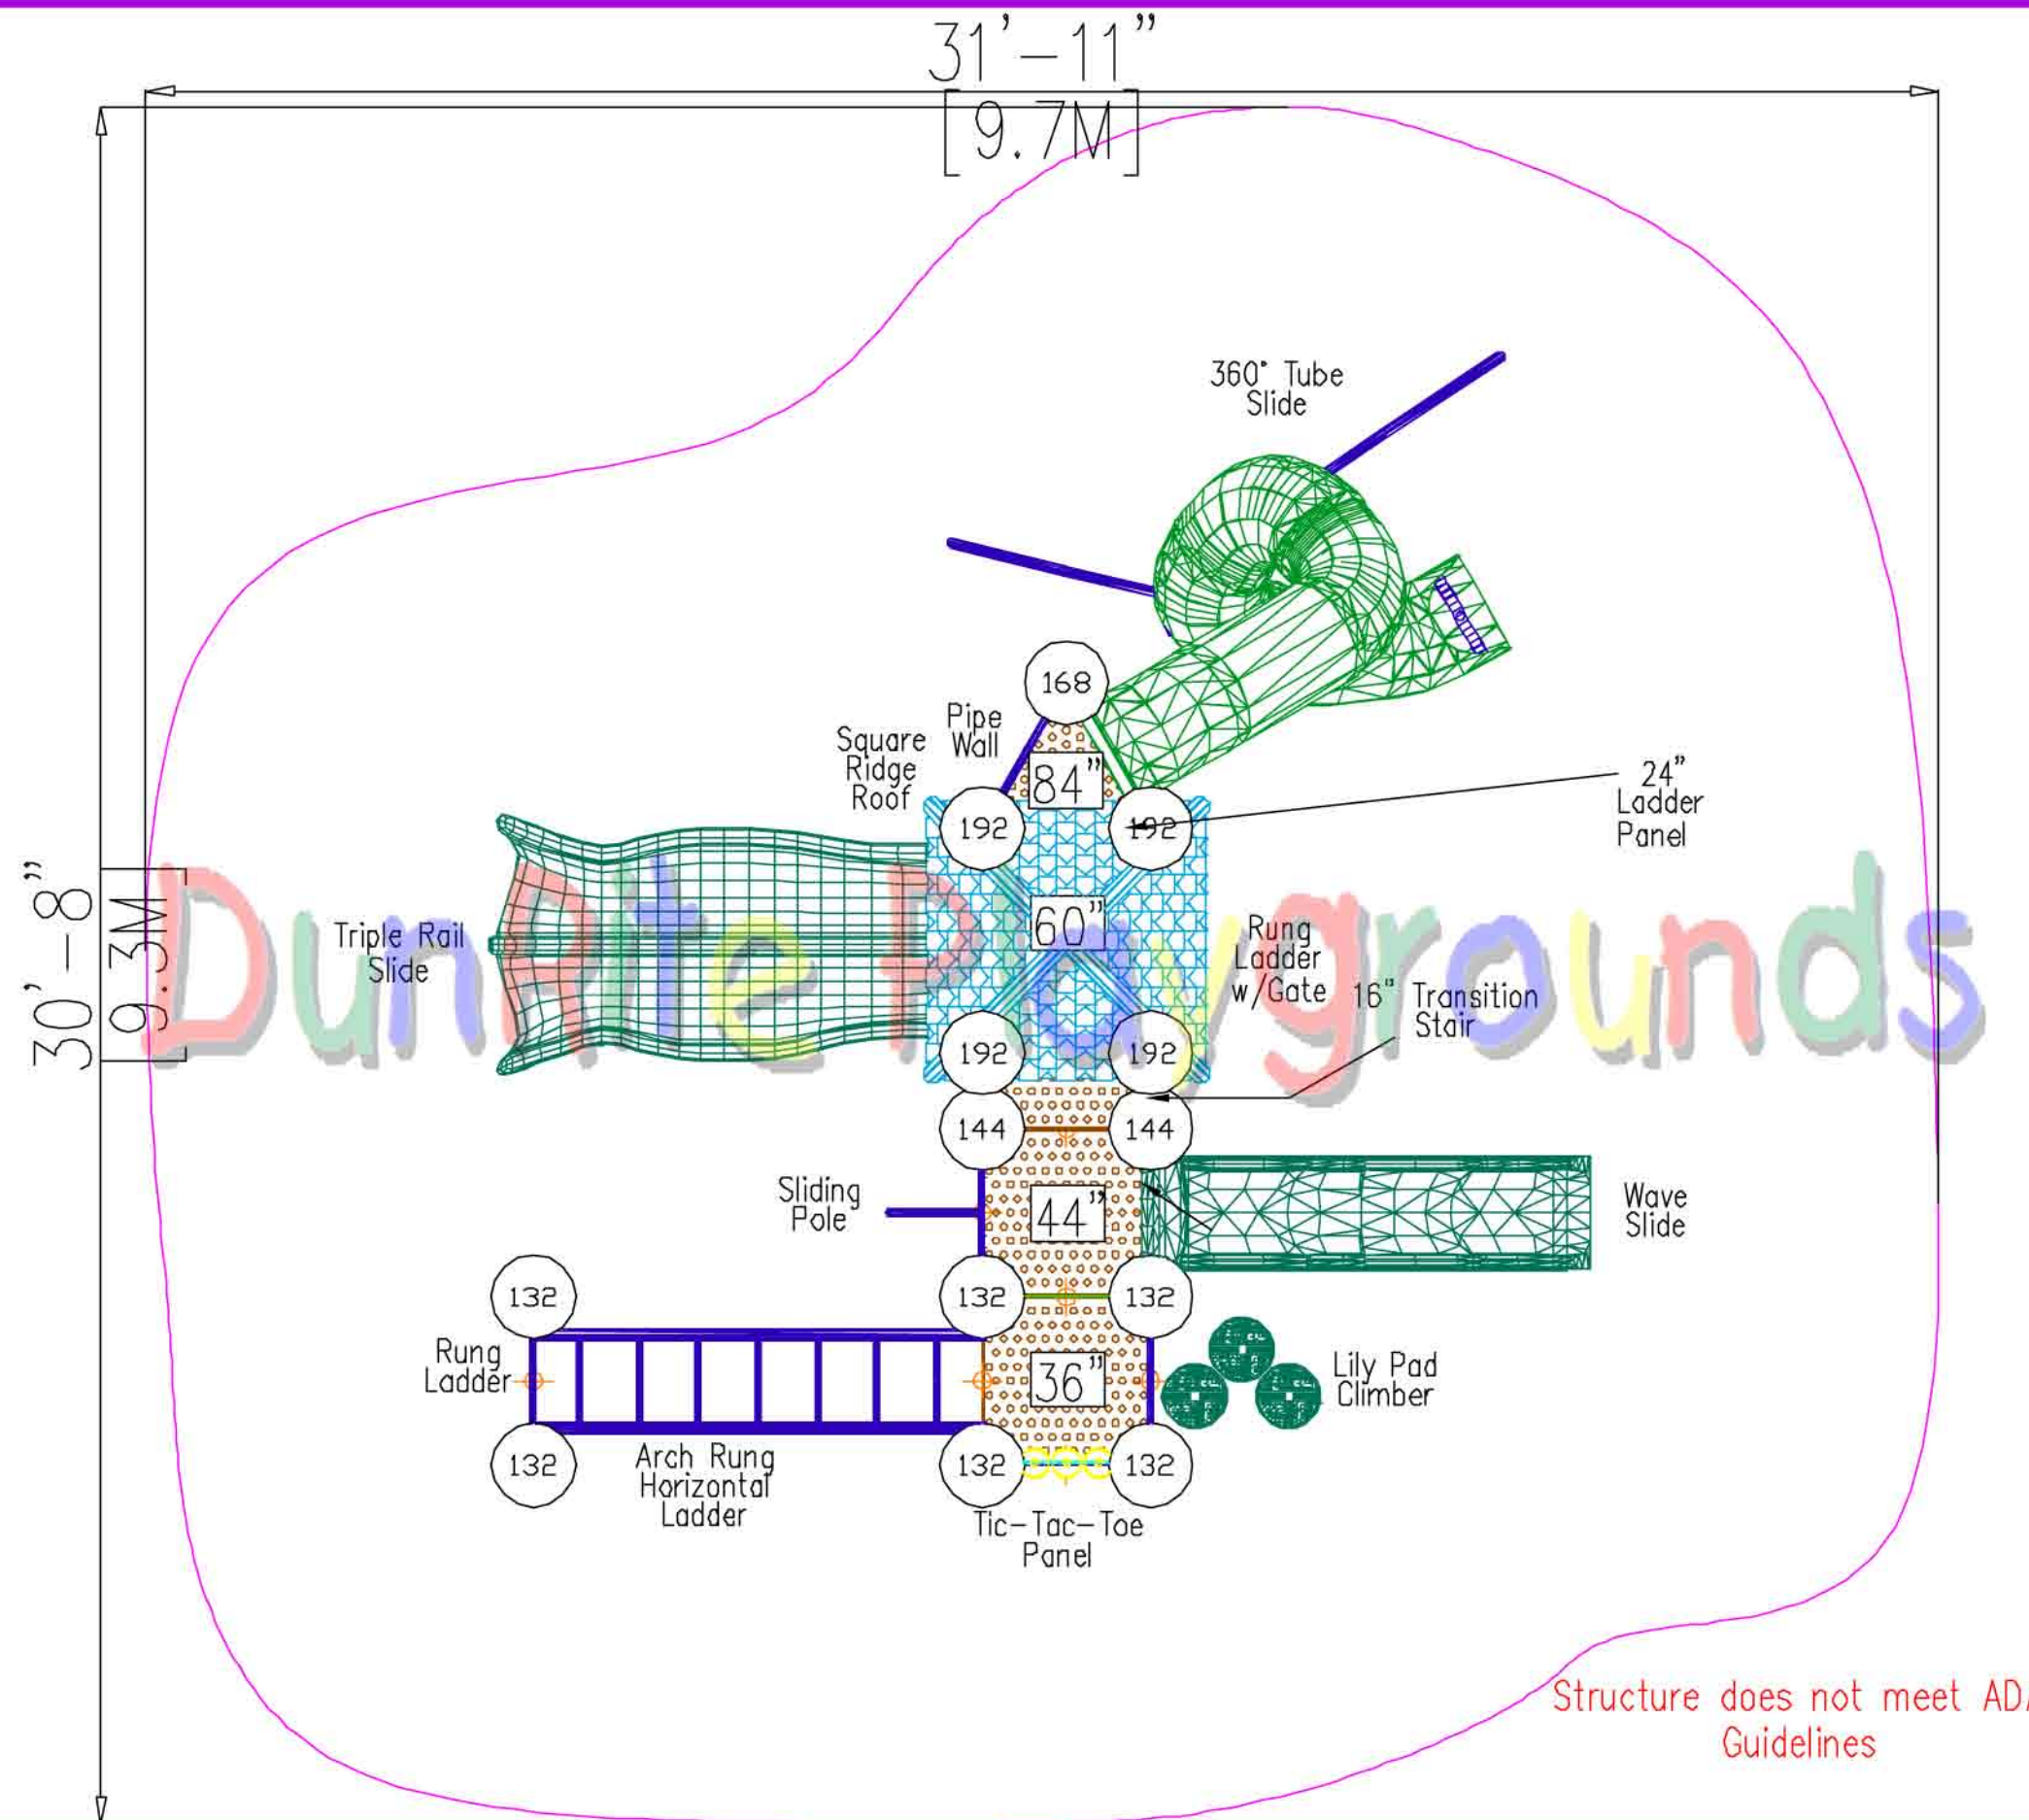 31'-11"
[9.7M]
360° Tube
Slide
168
Pipe
Wall
Square
Ridge
Roof
84"
24"
Ladder
Panel
192
192
30'-8"
9.3M
DunRite Playgrounds
Triple Rail
Slide
60"
Rung
Ladder
w/Gate
16" Transition
Stair
192
192
144
144
Sliding
Pole
44"
Wave
Slide
132
132
132
Rung
Ladder
36"
Lily Pad
Climber
132
Arch Rung
Horizontal
Ladder
132
132
Tic-Tac-Toe
Panel
Structure does not meet AD
Guidelines